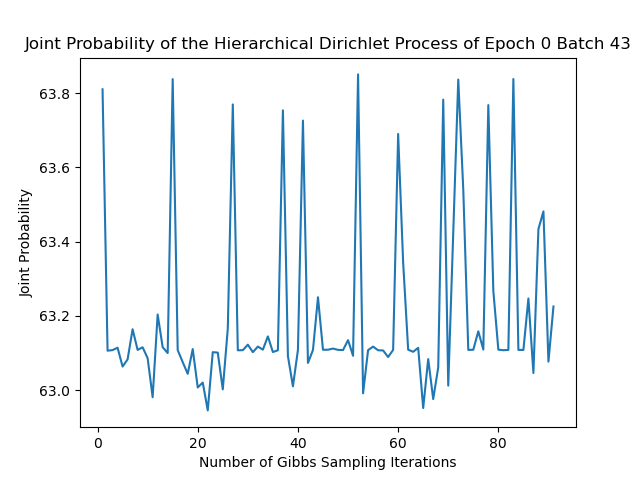 Joint Probability of the Hierarchical Dirichlet Process of Epoch 0 Batch 43
63.8
63.6
63.4
63.2
63.0
Joint Probability
0 20 40 60 80
Number of Gibbs Sampling Iterations